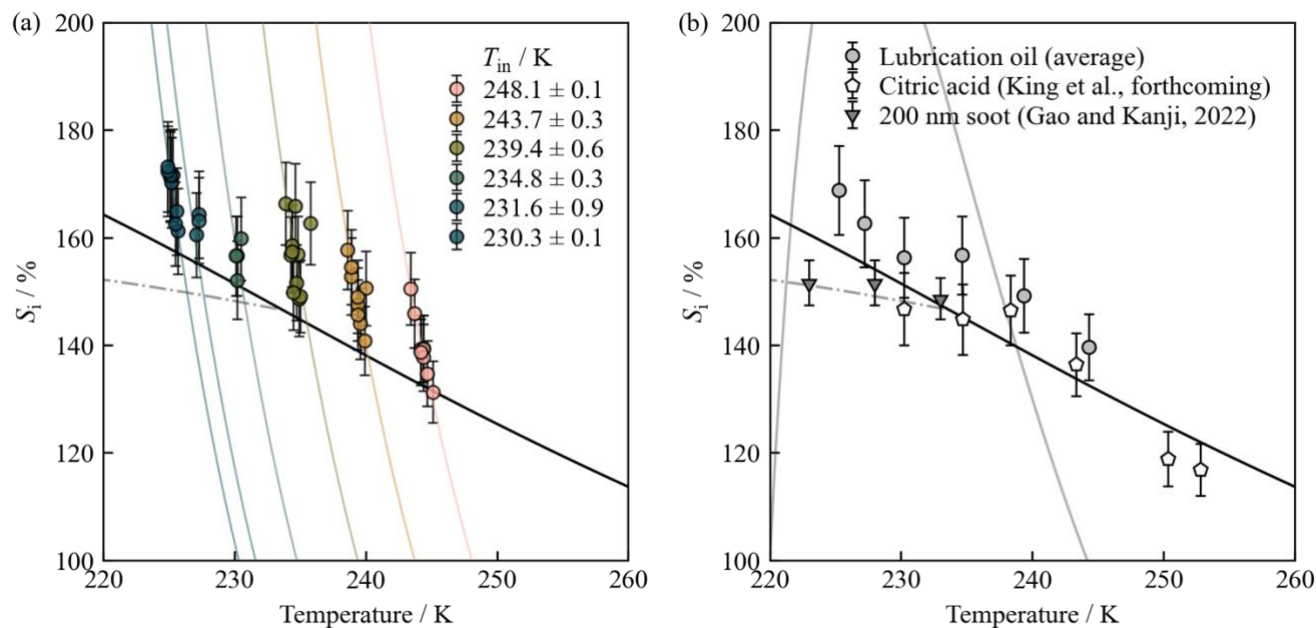 (a)
200
180
160
140
120
100
S_i / %
220
230
240
250
260
Temperature / K
T_in / K
248.1 ± 0.1
243.7 ± 0.3
239.4 ± 0.6
234.8 ± 0.3
231.6 ± 0.9
230.3 ± 0.1
(b)
200
180
160
140
120
100
S_i / %
220
230
240
250
260
Temperature / K
Lubrication oil (average)
Citric acid (King et al., forthcoming)
200 nm soot (Gao and Kanji, 2022)